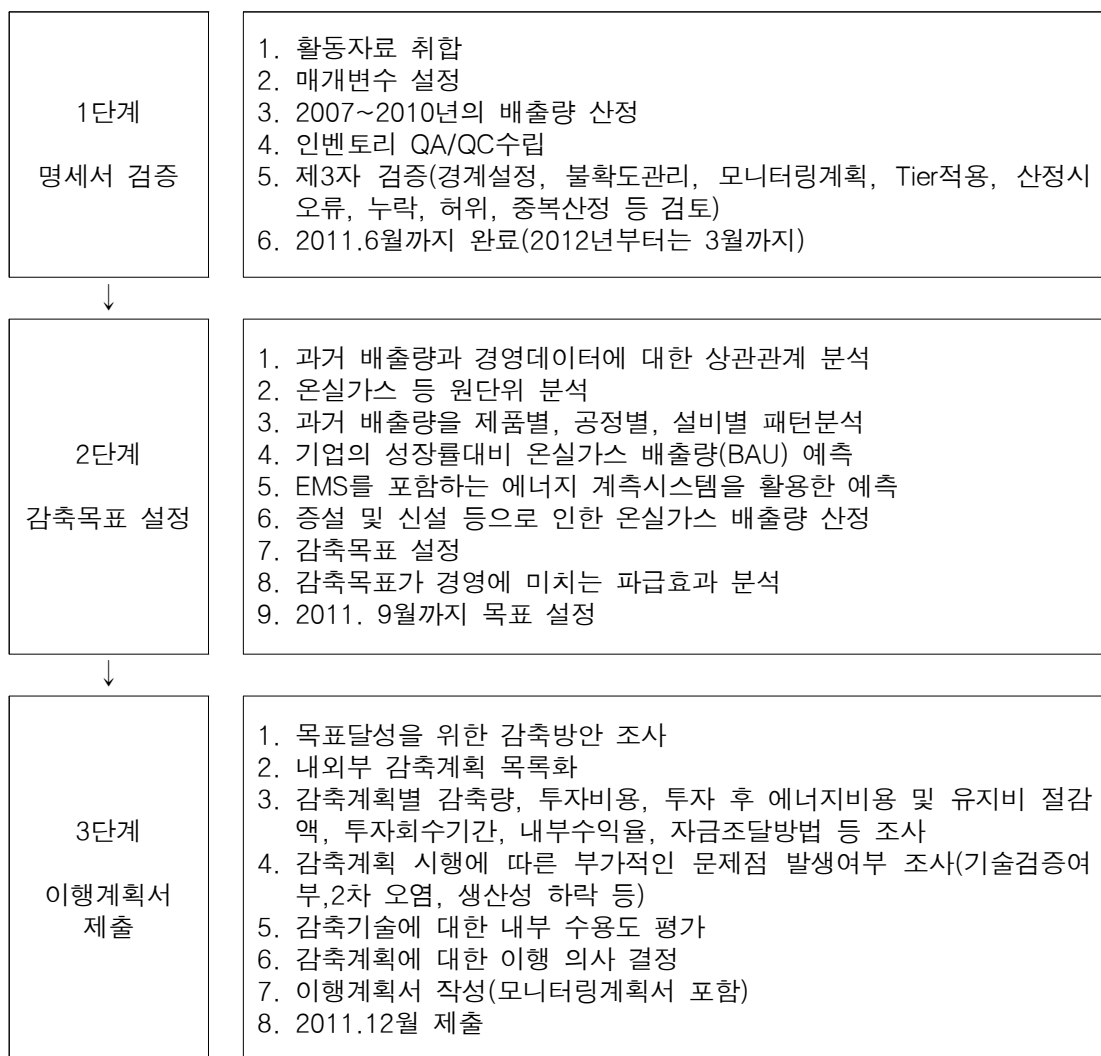 1단계
명세서 검증
1. 활동자료 취합
2. 매개변수 설정
3. 2007~2010년의 배출량 산정
4. 인벤토리 QA/QC수립
5. 제3자 검증(경계설정, 불확도관리, 모니터링계획, Tier적용, 산정시
오류, 누락, 허위, 중복산정 등 검토)
6. 2011.6월까지 완료(2012년부터는 3월까지)
↓
2단계
감축목표 설정
1. 과거 배출량과 경영데이터에 대한 상관관계 분석
2. 온실가스 등 원단위 분석
3. 과거 배출량을 제품별, 공정별, 설비별 패턴분석
4. 기업의 성장률대비 온실가스 배출량(BAU) 예측
5. EMS를 포함하는 에너지 계측시스템을 활용한 예측
6. 증설 및 신설 등으로 인한 온실가스 배출량 산정
7. 감축목표 설정
8. 감축목표가 경영에 미치는 파급효과 분석
9. 2011. 9월까지 목표 설정
↓
3단계
이행계획서
제출
1. 목표달성을 위한 감축방안 조사
2. 내외부 감축계획 목록화
3. 감축계획별 감축량, 투자비용, 투자 후 에너지비용 및 유지비 절감
액, 투자회수기간, 내부수익율, 자금조달방법 등 조사
4. 감축계획 시행에 따른 부가적인 문제점 발생여부 조사(기술검증여
부,2차 오염, 생산성 하락 등)
5. 감축기술에 대한 내부 수용도 평가
6. 감축계획에 대한 이행 의사 결정
7. 이행계획서 작성(모니터링계획서 포함)
8. 2011.12월 제출